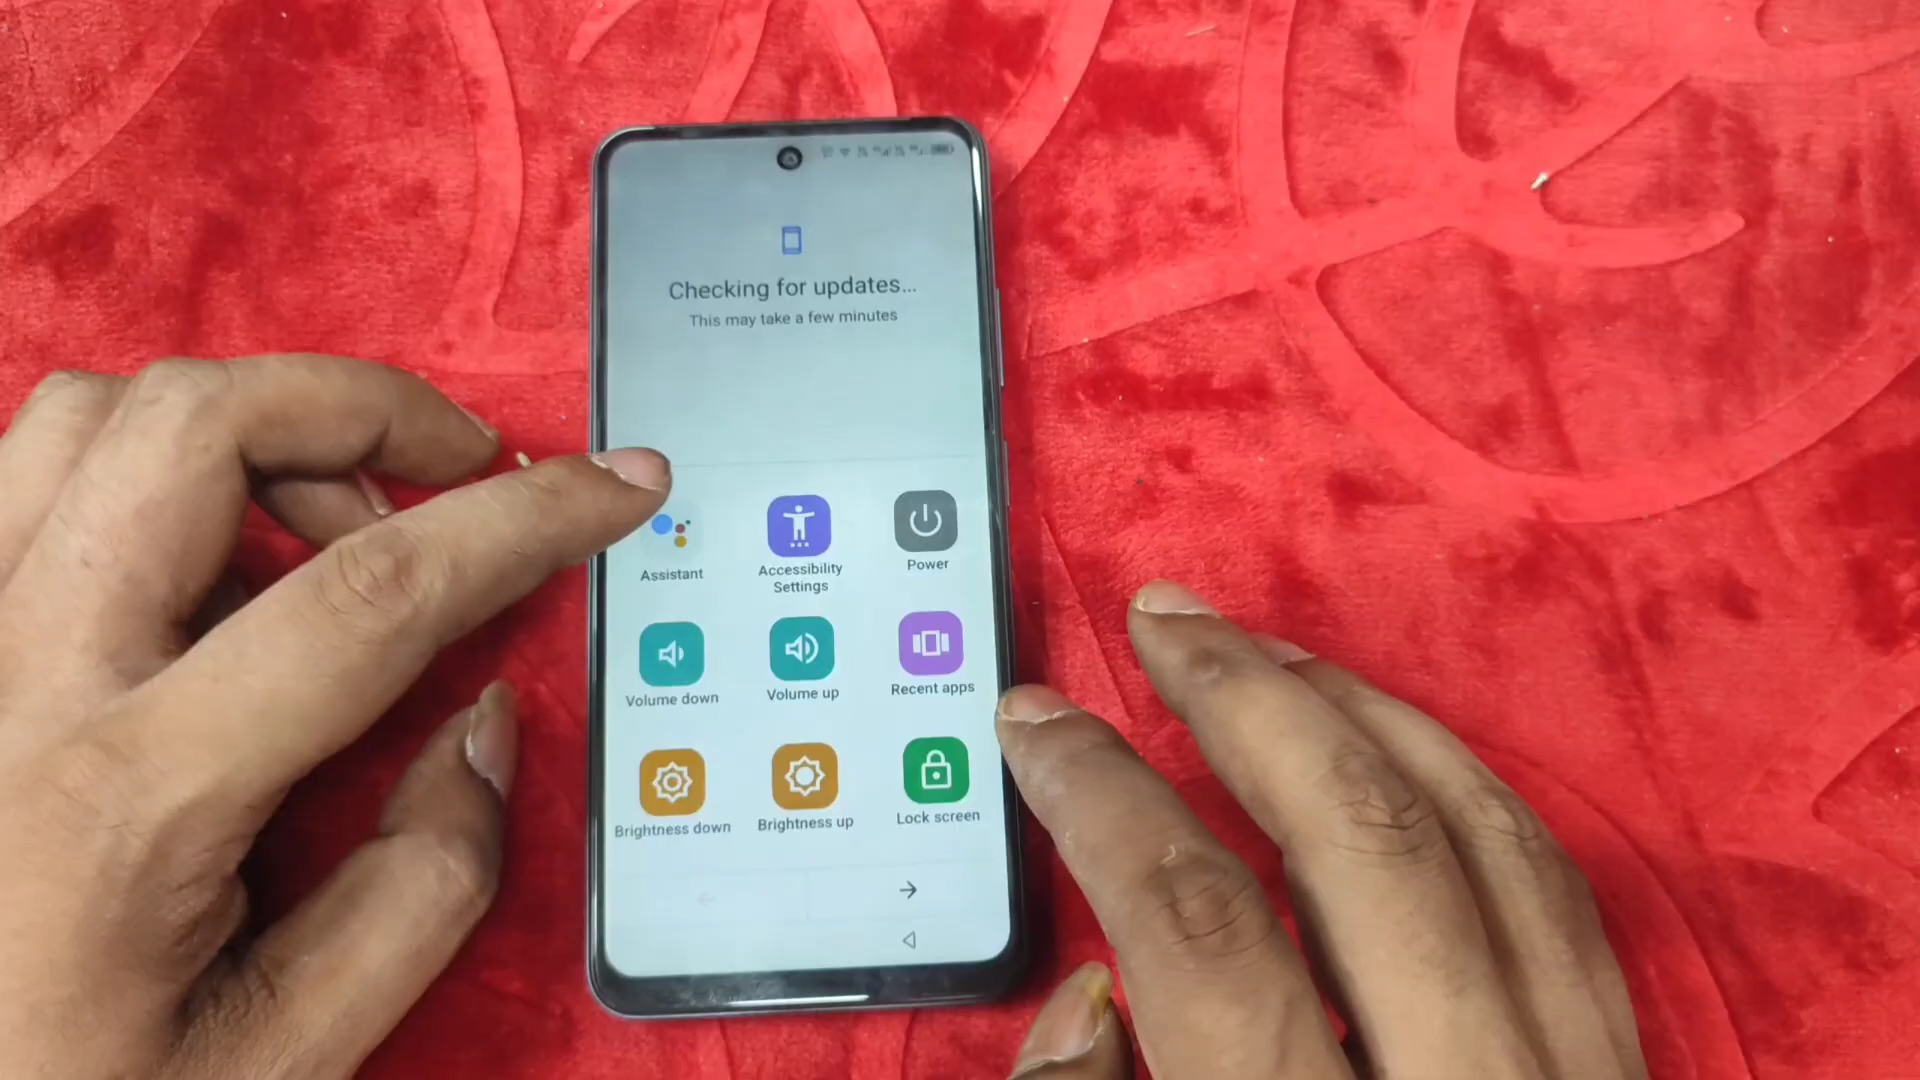 Checking for updates...
This may take a few minutes
Assistant
Accessibility
Settings
Power
Volume down
Volume up
Recent apps
Brightness down
Brightness up
Lock screen